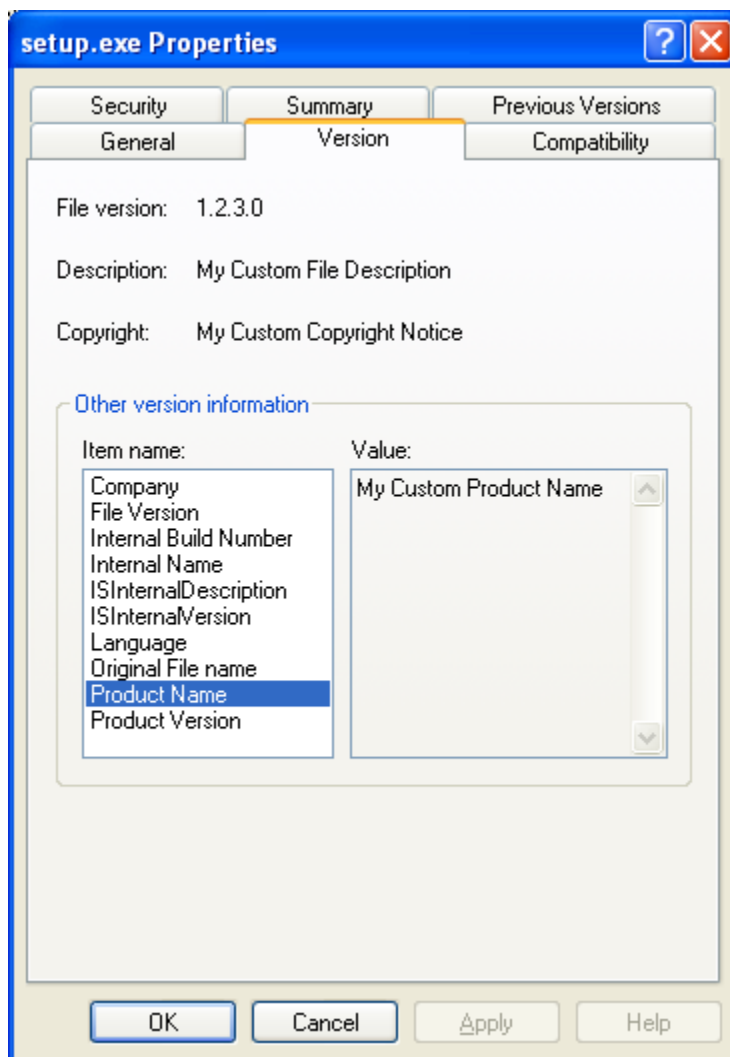 setup.exe Properties
?
Security Summary Previous Versions
General Version Compatibility
File version: 1.2.3.0
Description: My Custom File Description
Copyright: My Custom Copyright Notice
Other version information
Item name: Value:
Company My Custom Product Name
File Version
Internal Build Number
Internal Name
ISInternalDescription
ISInternalVersion
Language
Original File name
Product Name
Product Version
OK Cancel Apply Help